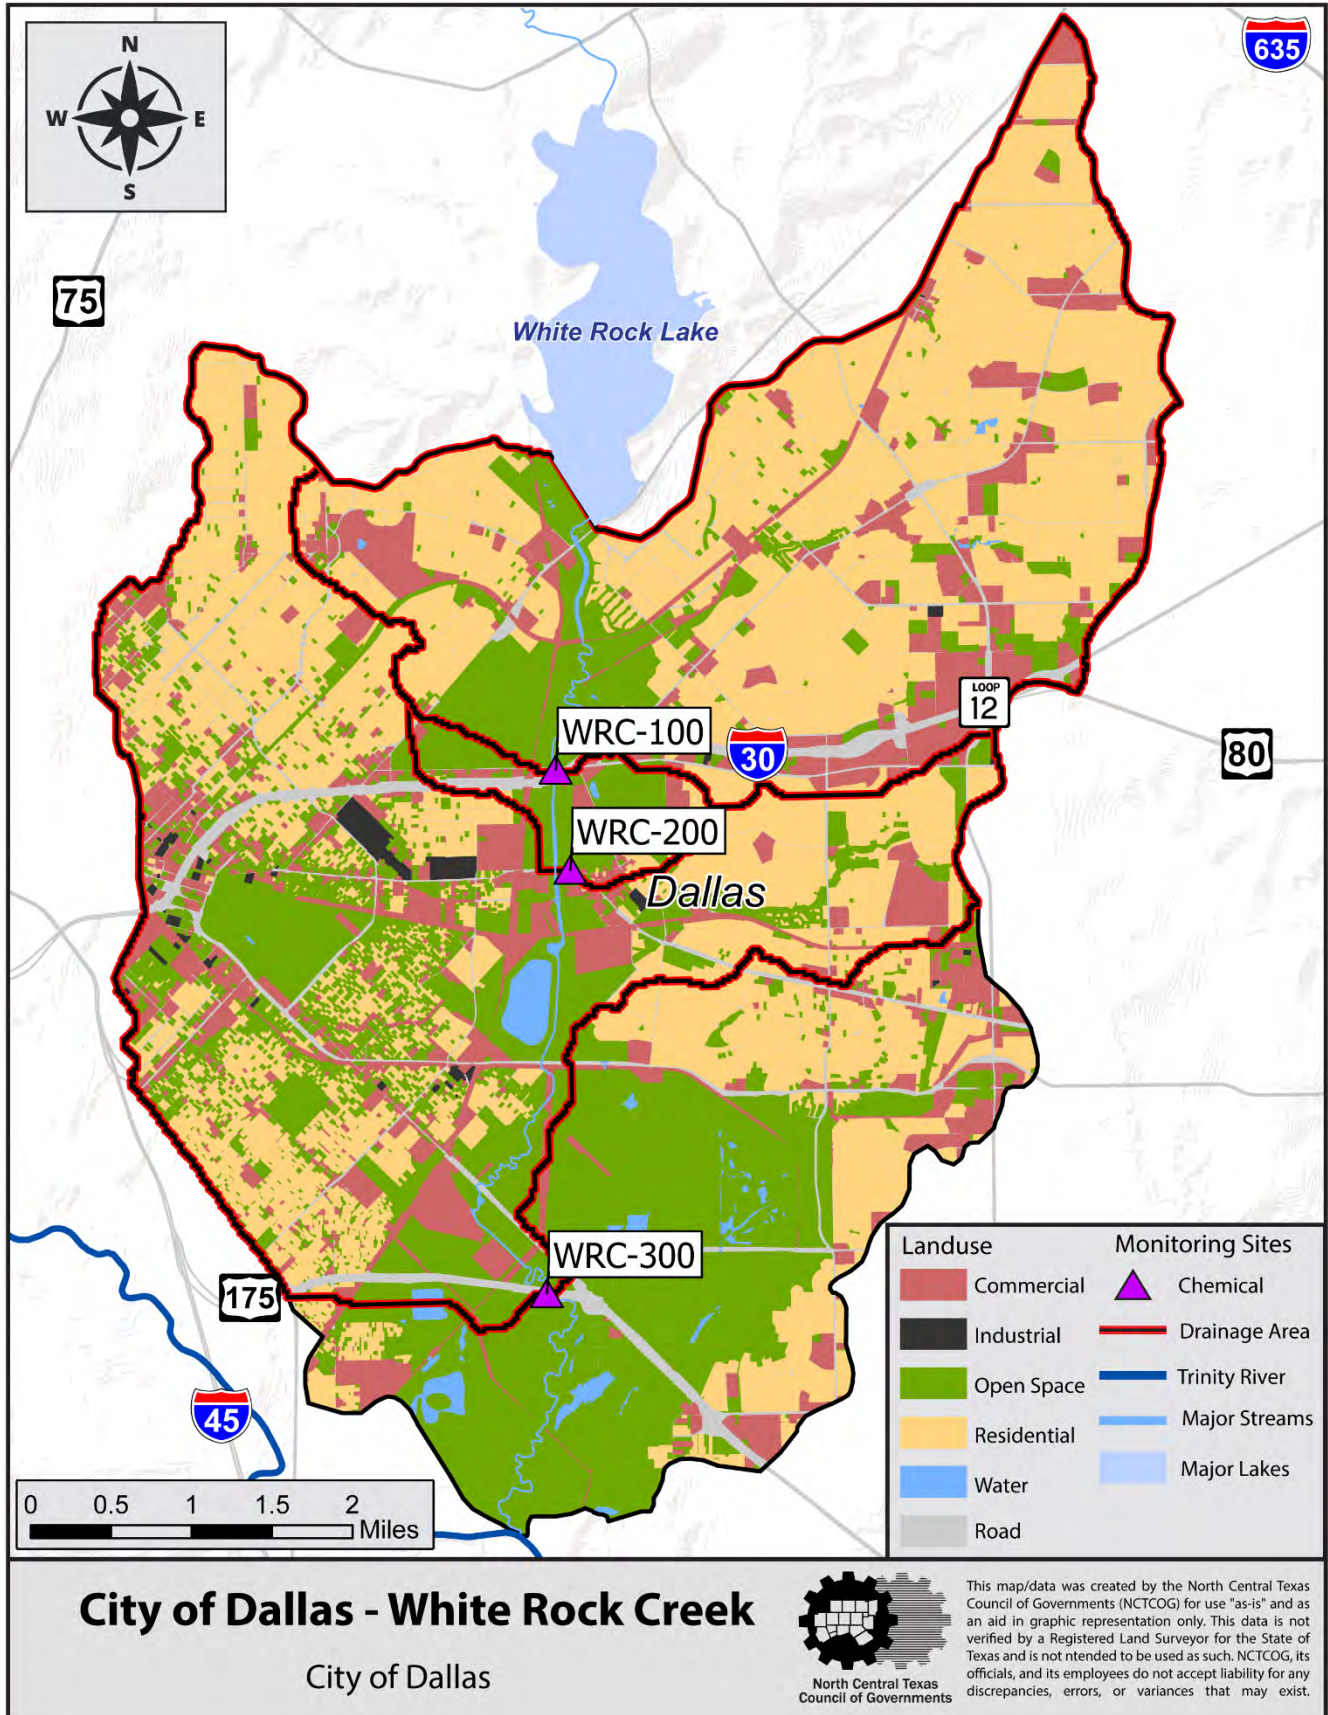 N
W
E
S
635
75
White Rock Lake
LOOP
12
WRC-100
30
80
WRC-200
Dallas
WRC-300
175
45
Landuse
Commercial
Industrial
Open Space
Residential
Water
Road
Monitoring Sites
Chemical
Drainage Area
Trinity River
Major Streams
Major Lakes
0 0.5 1 1.5 2
Miles
City of Dallas - White Rock Creek
City of Dallas
North Central Texas
Council of Governments
This map/data was created by the North Central Texas
Council of Governments (NCTCOG) for use "as-is" and as
an aid in graphic representation only. This data is not
verified by a Registered Land Surveyor for the State of
Texas and is not ntended to be used as such. NCTCOG, its
officials, and its employees do not accept liability for any
discrepancies, errors, or variances that may exist.